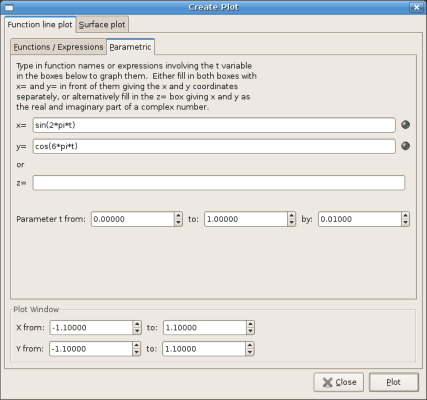 Create Plot
Function line plot Surface plot
Functions / Expressions Parametric
Type in function names or expressions involving the t variable
in the boxes below to graph them. Either fill in both boxes with
x= and y= in front of them giving the x and y coordinates
separately, or alternatively fill in the z= box giving x and y as
the real and imaginary part of a complex number.
x= sin(2*pi*t)
y= cos(6*pi*t)
or
z=
Parameter t from: 0.00000 to: 1.00000 by: 0.01000
Plot Window
X from: -1.10000 to: 1.10000
Y from: -1.10000 to: 1.10000
Close Plot